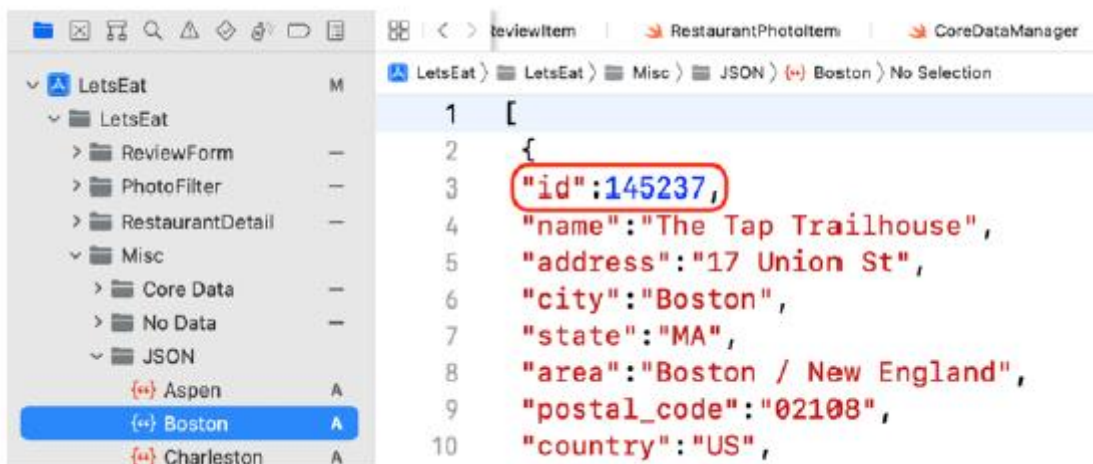 ReviewItem RestaurantPhotoItem CoreDataManager
LetsEat M
LetsEat
ReviewForm
PhotoFilter
RestaurantDetail
Misc
Core Data
No Data
JSON
Aspen A
Boston A
Charleston A
LetsEat LetsEat Misc JSON Boston No Selection
1 [
2 {
3 "id":145237,
4 "name":"The Tap Trailhouse",
5 "address":"17 Union St",
6 "city":"Boston",
7 "state":"MA",
8 "area":"Boston / New England",
9 "postal_code":"02108",
10 "country":"US",